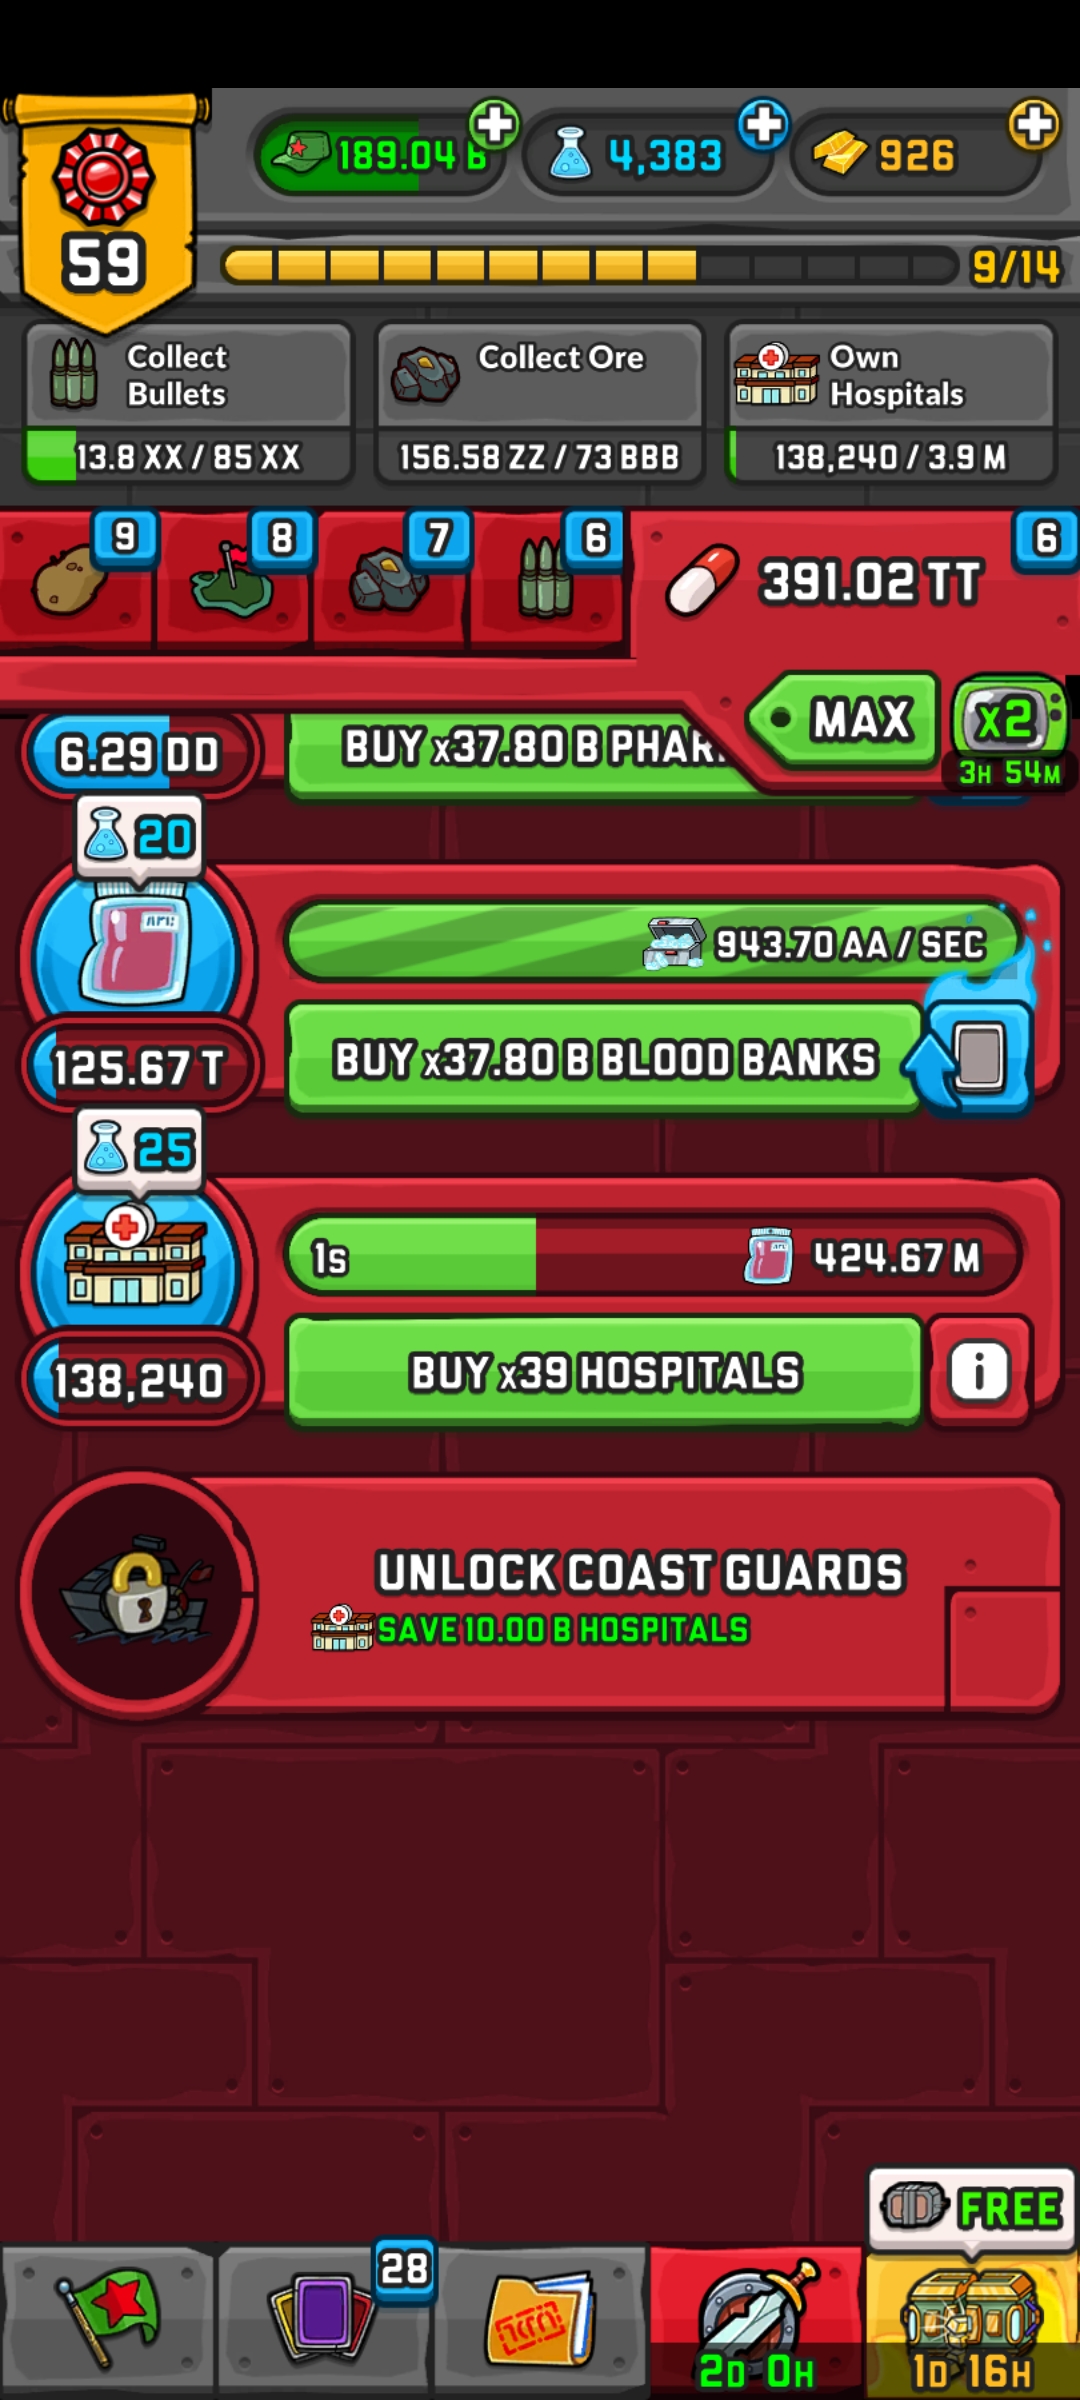 59
189.04 B
4,383
926
9/14
Collect
Bullets
13.8 XX / 85 XX
Collect Ore
156.58 ZZ / 73 BBB
Own
Hospitals
138,240 / 3.9 M
9
8
7
6
391.02 TT
6
MAX
x2
3H 54M
6.29 DD
BUY x37.80 B PHAR
20
943.70 AA / SEC
125.67 T
BUY x37.80 B BLOOD BANKS
25
1s
424.67 M
138,240
BUY x39 HOSPITALS
i
UNLOCK COAST GUARDS
SAVE 10.00 B HOSPITALS
FREE
28
2D 0H
1D 16H